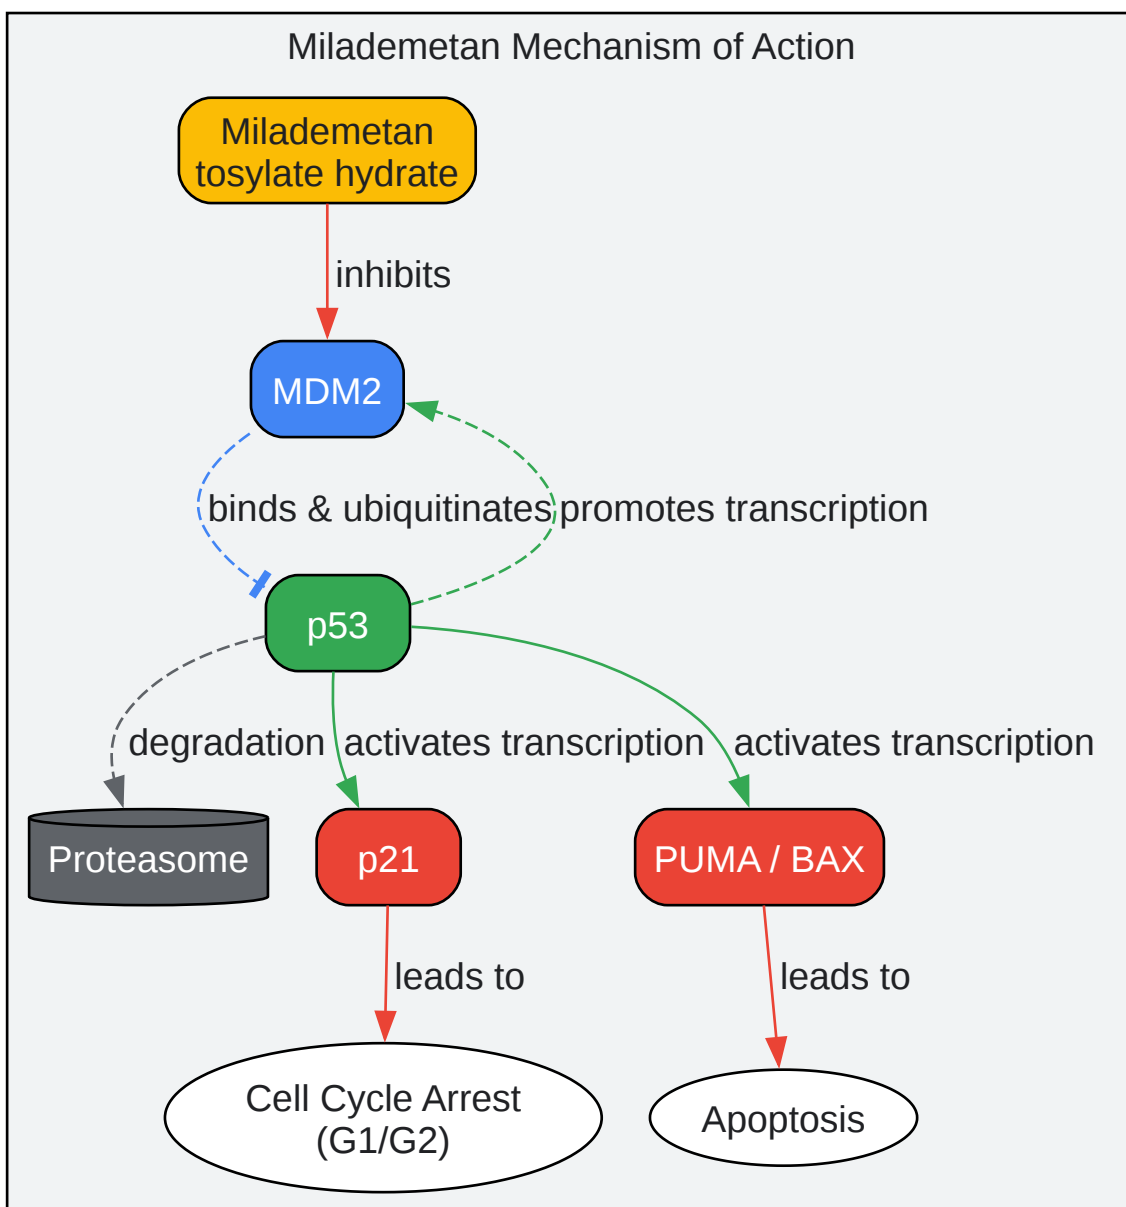 Milademetan Mechanism of Action
Milademetan
tosylate hydrate
inhibits
MDM2
binds & ubiquitinates
promotes transcription
p53
degradation
activates transcription
activates transcription
Proteasome
p21
PUMA / BAX
leads to
leads to
Cell Cycle Arrest
(G1/G2)
Apoptosis